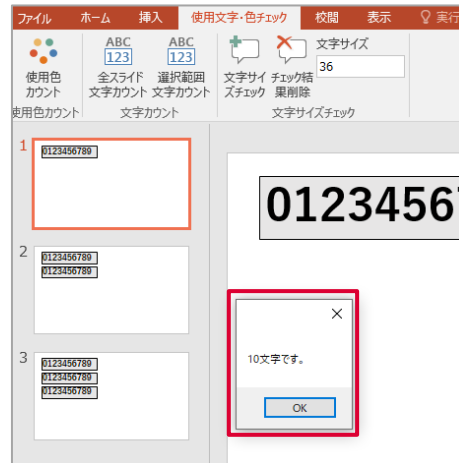 ファイル ホーム 挿入 使用文字・色チェック 校閲 表示 実行
ABC ABC 文字サイズ
123 123 36
使用色 全スライド 選択範囲 文字サイ チェック結
カウント 文字カウント 文字カウント ズチェック 果削除
使用色カウント 文字カウント 文字サイズチェック
1
0123456789
2
0123456789
0123456789
3
0123456789
0123456789
0123456789
0123456
10文字です。
OK